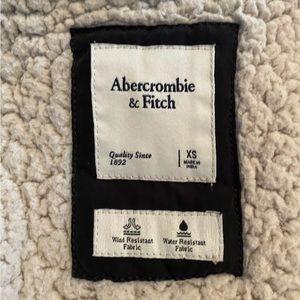 Abercrombie
& Fitch
Quality Since
1892
XS
MADE IN
INDIA
Wind Resistant
Fabric
Water Resistant
Fabric